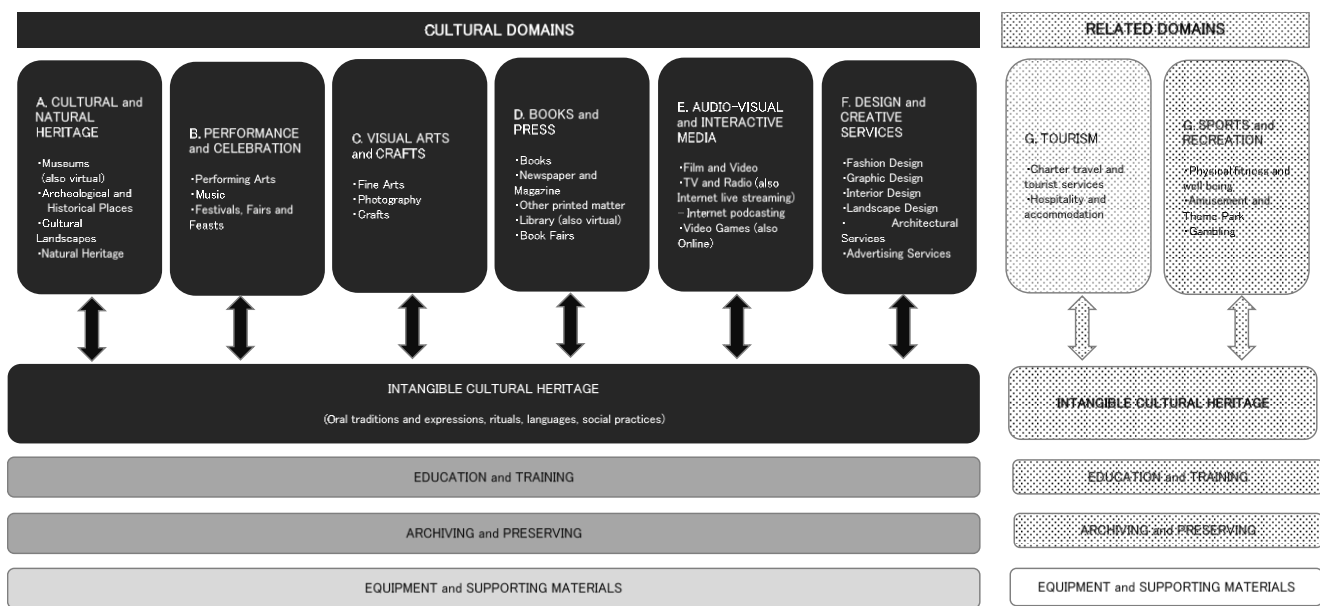 CULTURAL DOMAINS
RELATED DOMAINS
A. CULTURAL and
NATURAL
HERITAGE
•Museums
(also virtual)
•Archeological and
Historical Places
•Cultural
Landscapes
•Natural Heritage
B. PERFORMANCE
and CELEBRATION
•Performing Arts
•Music
•Festivals, Fairs and
Feasts
C. VISUAL ARTS
and CRAFTS
•Fine Arts
•Photography
•Crafts
D. BOOKS and
PRESS
•Books
•Newspaper and
Magazine
•Other printed matter
•Library (also virtual)
•Book Fairs
E. AUDIO-VISUAL
and INTERACTIVE
MEDIA
•Film and Video
•TV and Radio (also
Internet live streaming)
– Internet podcasting
•Video Games (also
Online)
F. DESIGN and
CREATIVE
SERVICES
•Fashion Design
•Graphic Design
•Interior Design
•Landscape Design
• Architectural
Services
•Advertising Services
G. TOURISM
•Charter travel and
tourist services
•Hospitality and
accommodation
G. SPORTS and
RECREATION
•Physical fitness and
well being
•Amusement and
Theme Park
•Gambling
INTANGIBLE CULTURAL HERITAGE
(Oral traditions and expressions, rituals, languages, social practices)
INTANGIBLE CULTURAL HERITAGE
EDUCATION and TRAINING
EDUCATION and TRAINING
ARCHIVING and PRESERVING
ARCHIVING and PRESERVING
EQUIPMENT and SUPPORTING MATERIALS
EQUIPMENT and SUPPORTING MATERIALS